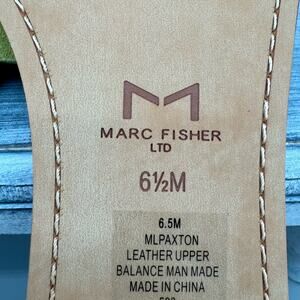 MARC FISHER
LTD
6½M
6.5M
MLPAXTON
LEATHER UPPER
BALANCE MAN MADE
MADE IN CHINA